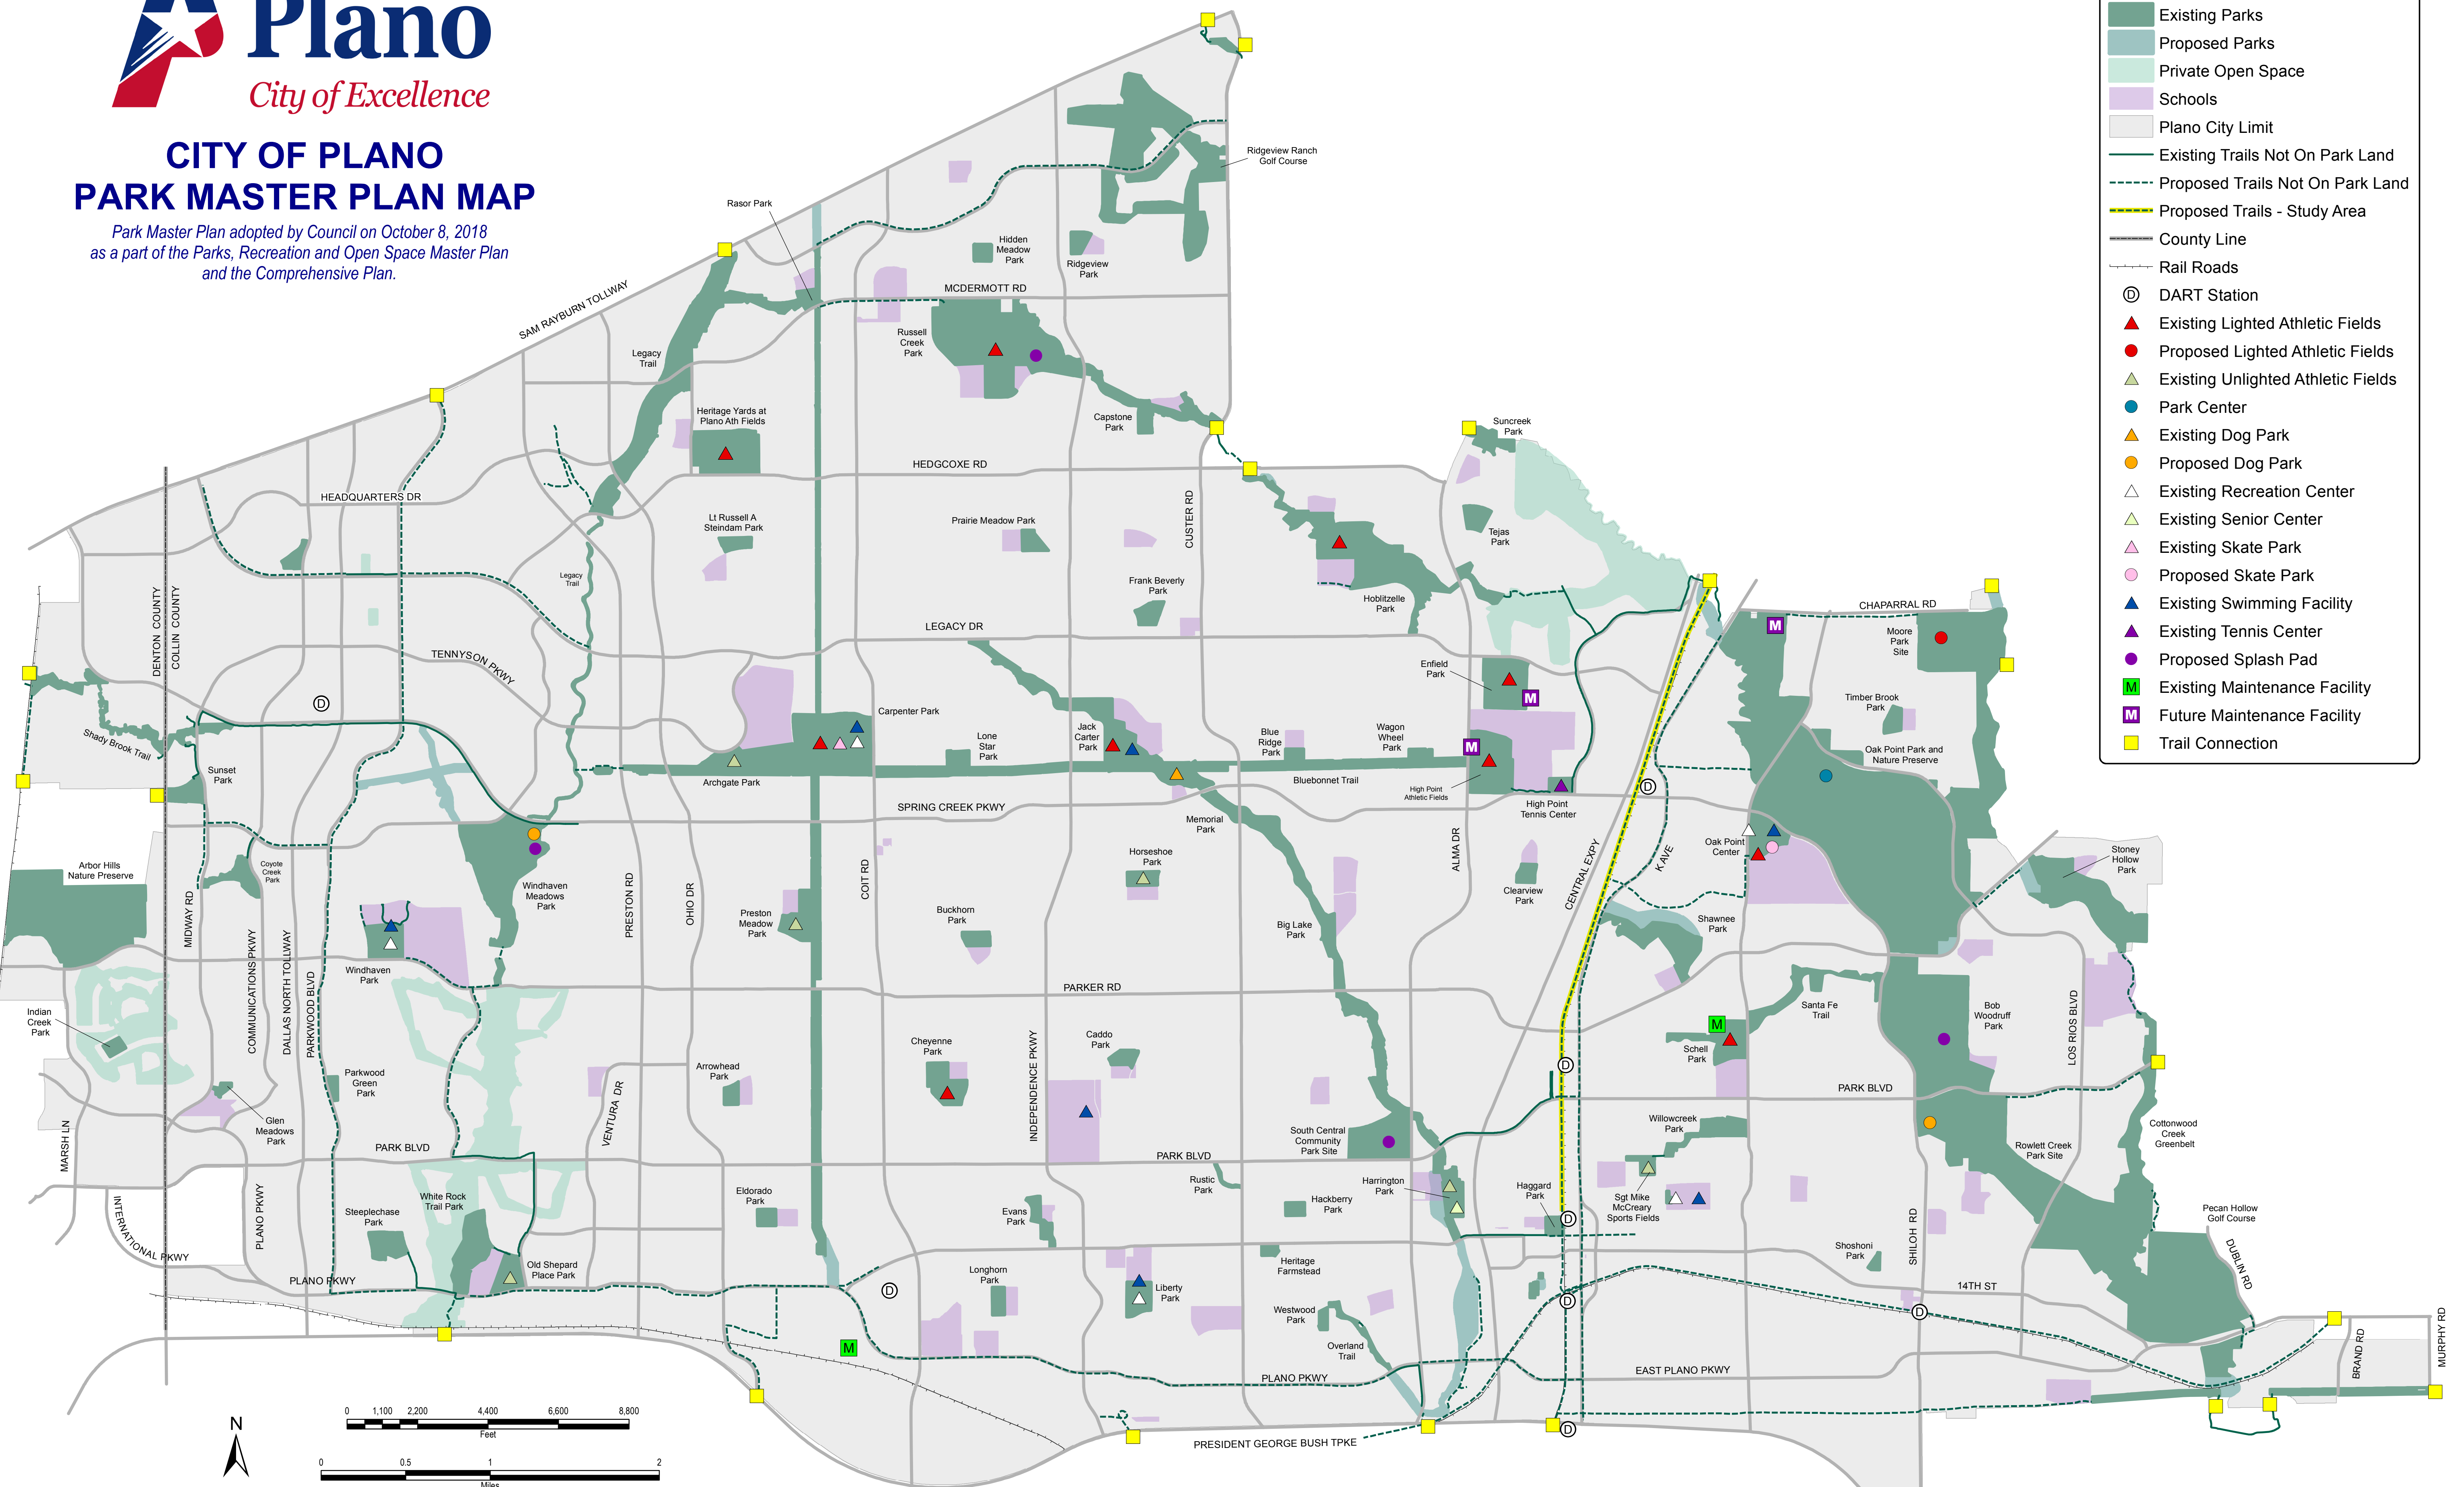 Plano
City of Excellence
CITY OF PLANO
PARK MASTER PLAN MAP
Park Master Plan adopted by Council on October 8, 2018
as a part of the Parks, Recreation and Open Space Master Plan
and the Comprehensive Plan.
Existing Parks
Proposed Parks
Private Open Space
Schools
Plano City Limit
Existing Trails Not On Park Land
Proposed Trails Not On Park Land
Proposed Trails - Study Area
County Line
Rail Roads
D
DART Station
Existing Lighted Athletic Fields
Proposed Lighted Athletic Fields
Existing Unlighted Athletic Fields
Park Center
Existing Dog Park
Proposed Dog Park
Existing Recreation Center
Existing Senior Center
Existing Skate Park
Proposed Skate Park
Existing Swimming Facility
Existing Tennis Center
Proposed Splash Pad
M
Existing Maintenance Facility
M
Future Maintenance Facility
Trail Connection
Ridgeview Ranch
Golf Course
Rasor Park
Hidden
Meadow
Park
Ridgeview
Park
MCDERMOTT RD
SAM RAYBURN TOLLWAY
Russell
Creek
Park
Legacy
Trail
Heritage Yards at
Plano Ath Fields
Capstone
Park
Suncreek
Park
HEDGCOXE RD
HEADQUARTERS DR
CUSTER RD
Lt Russell A
Steindam Park
Prairie Meadow Park
Tejas
Park
Legacy
Trail
Frank Beverly
Park
Hoblitzelle
Park
DENTON COUNTY
COLLIN COUNTY
CHAPARRAL RD
M
Moore
Park
Site
LEGACY DR
TENNYSON PKWY
Enfield
Park
M
D
Timber Brook
Park
Carpenter Park
Shady Brook Trail
Jack
Carter
Park
Lone
Star
Park
Blue
Ridge
Park
Wagon
Wheel
Park
M
Oak Point Park and
Nature Preserve
Sunset
Park
Archgate Park
Bluebonnet Trail
High Point
Athletic Fields
High Point
Tennis Center
D
SPRING CREEK PKWY
Memorial
Park
Oak Point
Center
Arbor Hills
Nature Preserve
Coyote
Creek
Park
Windhaven
Meadows
Park
Horseshoe
Park
ALMA DR
CENTRAL EXPY
K AVE
Clearview
Park
Stoney
Hollow
Park
MIDWAY RD
PRESTON RD
OHIO DR
COIT RD
Preston
Meadow
Park
Buckhorn
Park
Big Lake
Park
Shawnee
Park
Windhaven
Park
COMMUNICATIONS PKWY
DALLAS NORTH TOLLWAY
PARKWOOD BLVD
PARKER RD
Indian
Creek
Park
Santa Fe
Trail
Bob
Woodruff
Park
LOS RIOS BLVD
M
Schell
Park
Caddo
Park
Cheyenne
Park
INDEPENDENCE PKWY
Arrowhead
Park
Parkwood
Green
Park
D
PARK BLVD
VENTURA DR
Glen
Meadows
Park
MARSH LN
PARK BLVD
PARK BLVD
South Central
Community
Park Site
Willowcreek
Park
Cottonwood
Creek
Greenbelt
Rowlett Creek
Park Site
Rustic
Park
Harrington
Park
Haggard
Park
Sgt Mike
McCreary
Sports Fields
Hackberry
Park
Eldorado
Park
Evans
Park
White Rock
Trail Park
Steeplechase
Park
INTERNATIONAL PKWY
PLANO PKWY
D
Pecan Hollow
Golf Course
SHILOH RD
DUBLIN RD
Shoshoni
Park
Heritage
Farmstead
Old Shepard
Place Park
PLANO PKWY
Longhorn
Park
Liberty
Park
D
D
14TH ST
D
Westwood
Park
Overland
Trail
M
EAST PLANO PKWY
PLANO PKWY
BRAND RD
MURPHY RD
PRESIDENT GEORGE BUSH TPKE
D
N
0 1,100 2,200 4,400 6,600 8,800
Feet
0 0.5 1 2
Miles